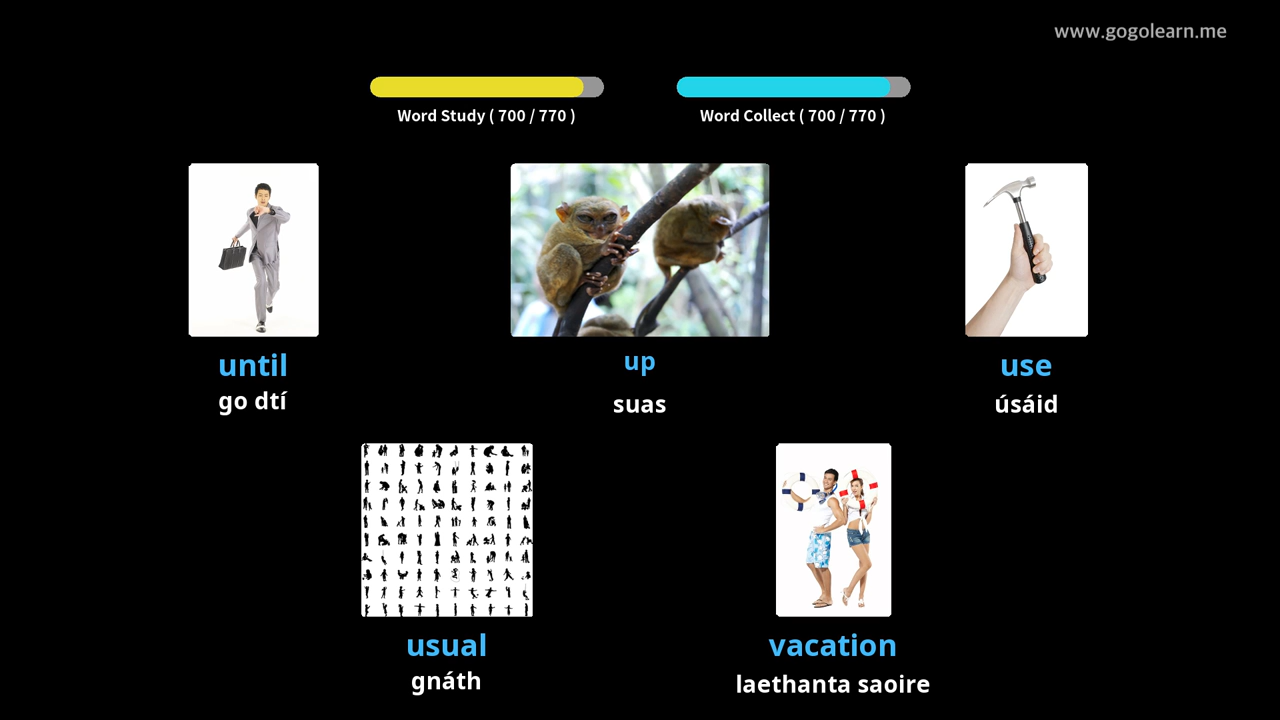 www.gogolearn.me
Word Study ( 700 / 770 )
Word Collect ( 700 / 770 )
until
go dtí
up
suas
use
úsáid
usual
gnáth
vacation
laethanta saoire